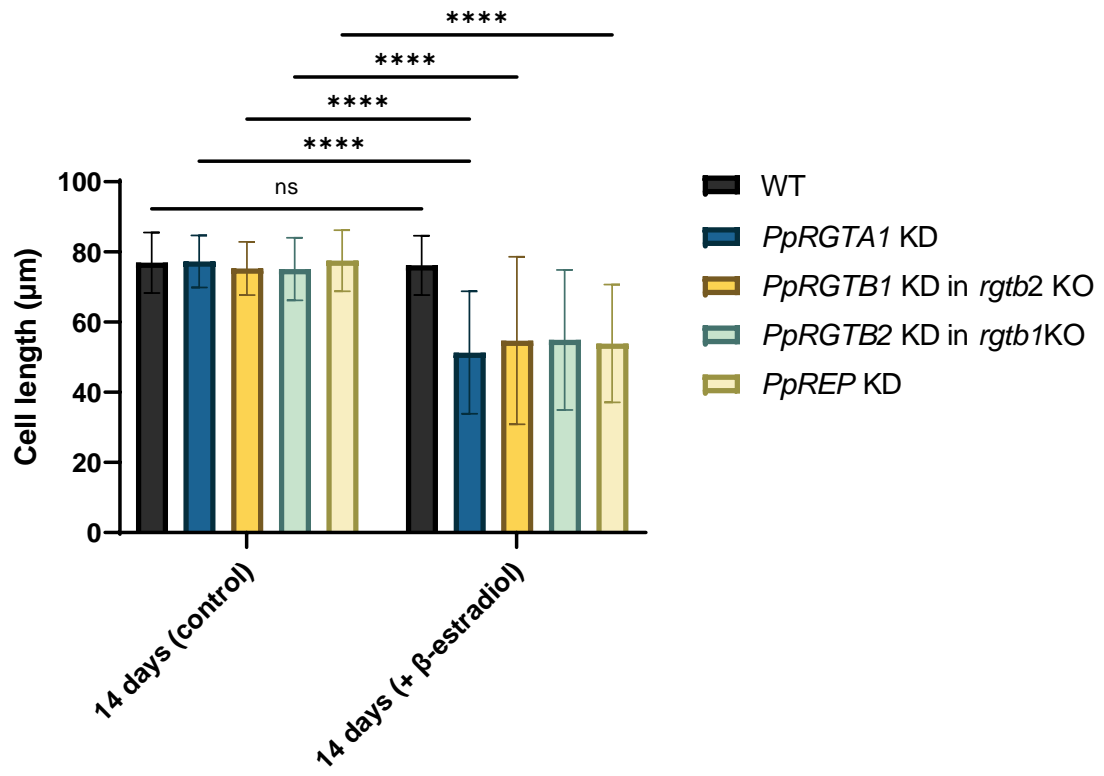 ****
****
****
****
ns
100
80
60
40
20
0
Cell length (µm)
14 days (control)
14 days (+ β-estradiol)
WT
PpRGTA1 KD
PpRGTB1 KD in rgtb2 KO
PpRGTB2 KD in rgtb1KO
PpREP KD